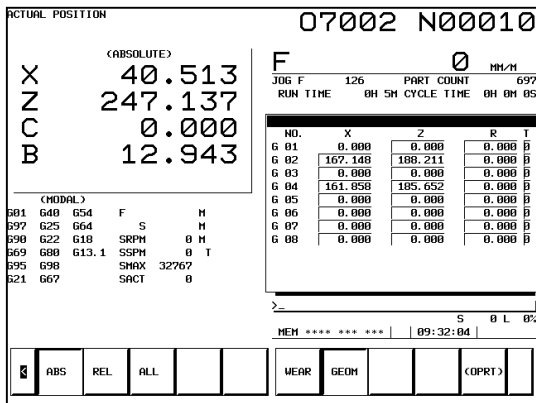 ACTUAL POSITION
O7002 N00010
(ABSOLUTE)
X 40.513
Z 247.137
C 0.000
B 12.943
F 0 MM/M
JOG F 126 PART COUNT 697
RUN TIME 0H 5M CYCLE TIME 0H 0M 0S
NO. X Z R T
G 01 0.000 0.000 0.000 0
G 02 167.148 188.211 0.000 0
G 03 0.000 0.000 0.000 0
G 04 161.858 185.652 0.000 0
G 05 0.000 0.000 0.000 0
G 06 0.000 0.000 0.000 0
G 07 0.000 0.000 0.000 0
G 08 0.000 0.000 0.000 0
(MODAL)
G01 G40 G54 F M
G97 G25 G64 S M
G90 G22 G18 SRPM 0 M
G69 G80 G13.1 SSPM 0 T
G95 G98 SMAX 32767
G21 G67 SACT 0
>_
S 0 L 0%
MEM **** *** *** 09:32:04
< ABS REL ALL WEAR GEOM (OPRT)